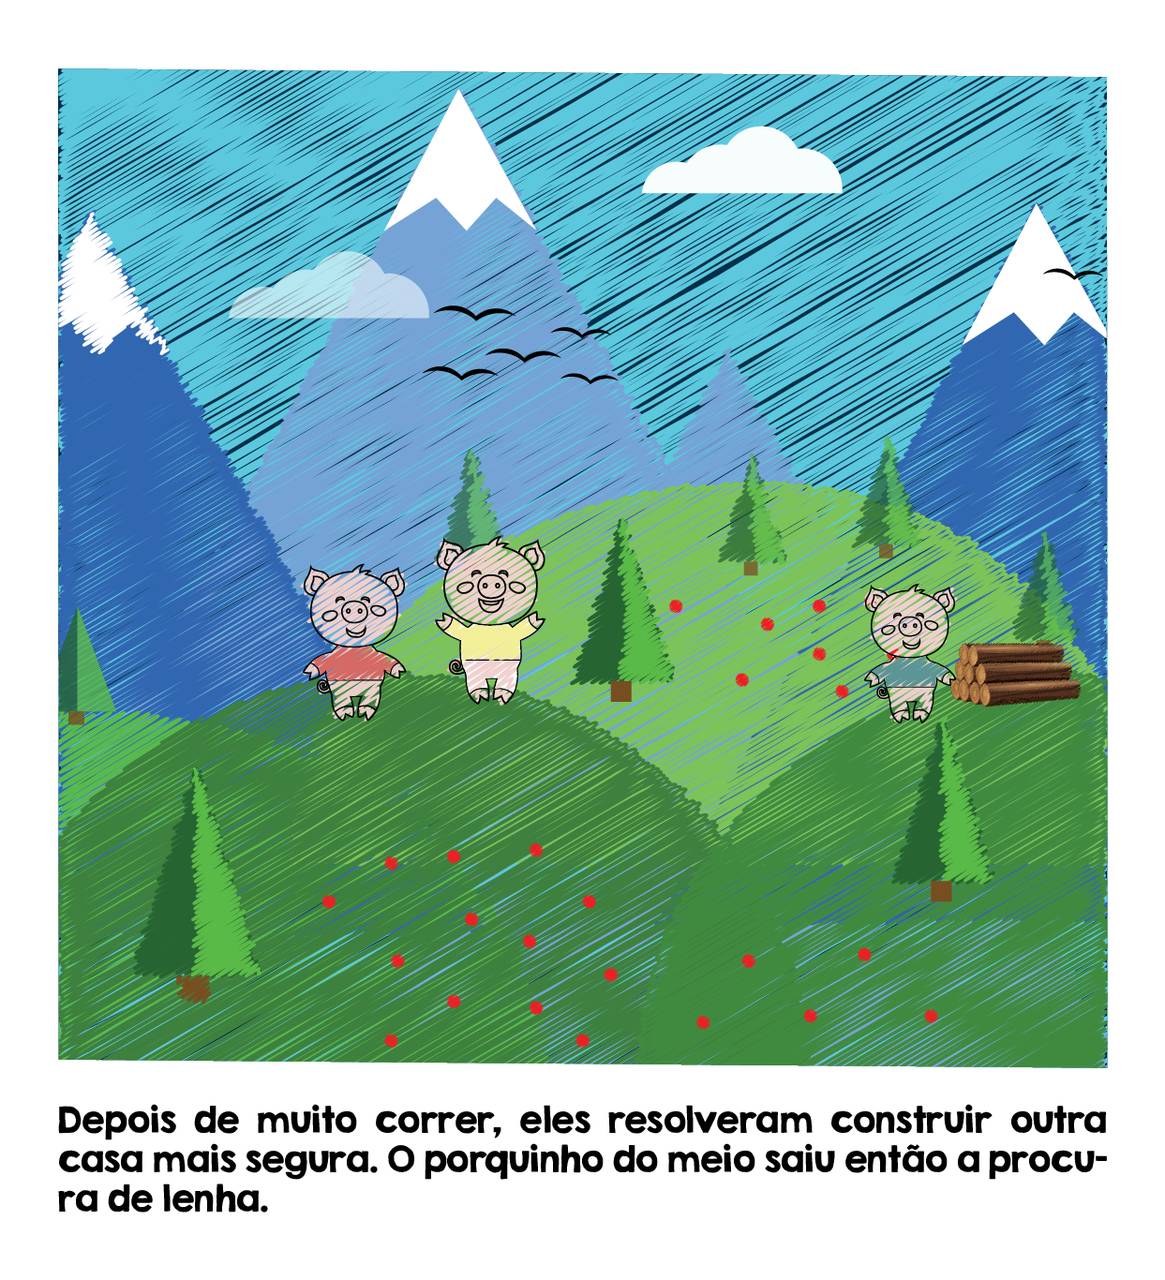 Depois de muito correr, eles resolveram construir outra
casa mais segura. O porquinho do meio saiu então a procu-
ra de lenha.